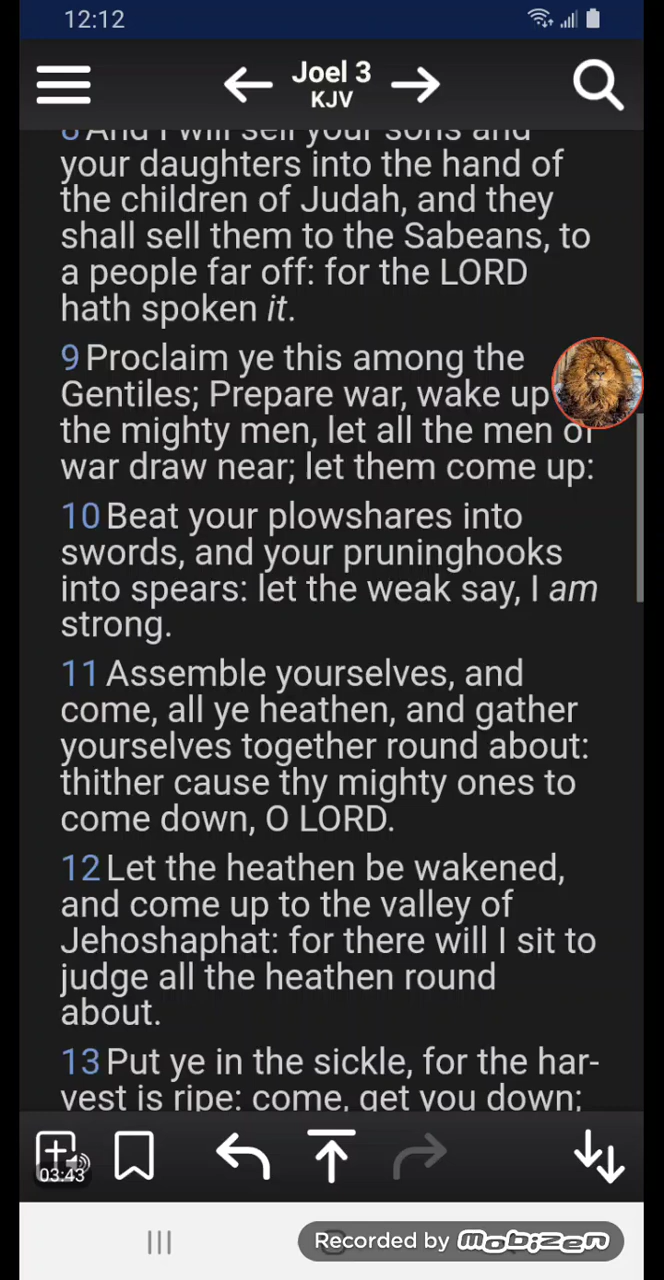 12:12
Joel 3
KJV
8 And I will sell your sons and
your daughters into the hand of
the children of Judah, and they
shall sell them to the Sabeans, to
a people far off: for the LORD
hath spoken it.
9 Proclaim ye this among the
Gentiles; Prepare war, wake up
the mighty men, let all the men of
war draw near; let them come up:
10 Beat your plowshares into
swords, and your pruninghooks
into spears: let the weak say, I am
strong.
11 Assemble yourselves, and
come, all ye heathen, and gather
yourselves together round about:
thither cause thy mighty ones to
come down, O LORD.
12 Let the heathen be wakened,
and come up to the valley of
Jehoshaphat: for there will I sit to
judge all the heathen round
about.
13 Put ye in the sickle, for the har-
vest is ripe: come, get you down;
03:43
Recorded by mobizen